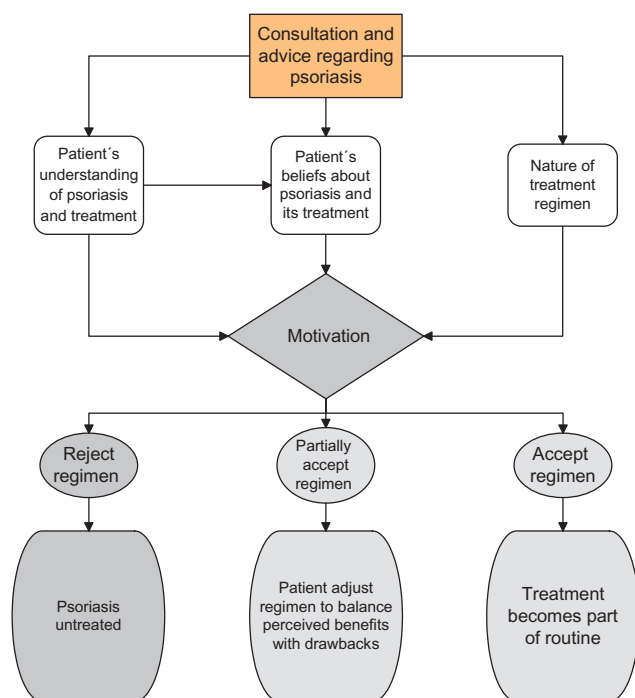 Consultation and
advice regarding
psoriasis
Patient´s
understanding
of psoriasis
and treatment
Patient´s
beliefs about
psoriasis and
its treatment
Nature of
treatment
regimen
Motivation
Reject
regimen
Partially
accept
regimen
Accept
regimen
Psoriasis
untreated
Patient adjust
regimen to balance
perceived benefits
with drawbacks
Treatment
becomes part
of routine